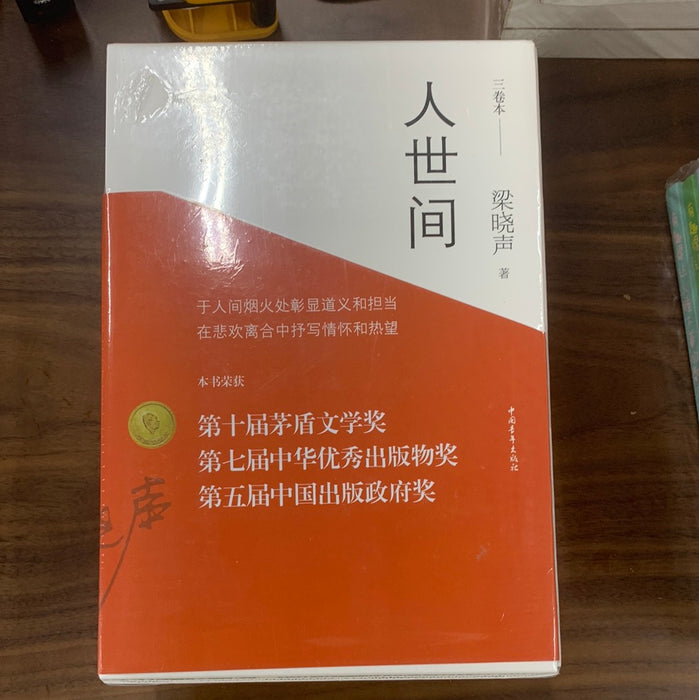 三卷本——
人世间
梁晓声 著
于人间烟火处彰显道义和担当
在悲欢离合中抒写情怀和热望
本书荣获
第十届茅盾文学奖
第七届中华优秀出版物奖
第五届中国出版政府奖
中国青年出版社
声